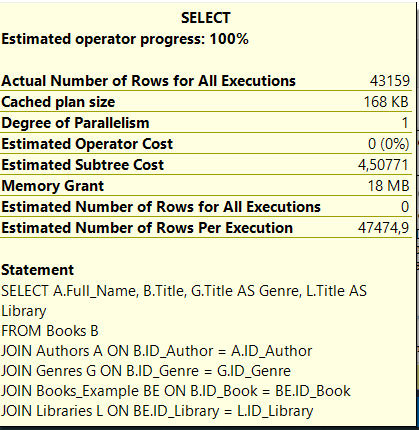 SELECT
Estimated operator progress: 100%
Actual Number of Rows for All Executions 43159
Cached plan size 168 KB
Degree of Parallelism 1
Estimated Operator Cost 0 (0%)
Estimated Subtree Cost 4,50771
Memory Grant 18 MB
Estimated Number of Rows for All Executions 0
Estimated Number of Rows Per Execution 47474,9
Statement
SELECT A.Full_Name, B.Title, G.Title AS Genre, L.Title AS
Library
FROM Books B
JOIN Authors A ON B.ID_Author = A.ID_Author
JOIN Genres G ON B.ID_Genre = G.ID_Genre
JOIN Books_Example BE ON B.ID_Book = BE.ID_Book
JOIN Libraries L ON BE.ID_Library = L.ID_Library